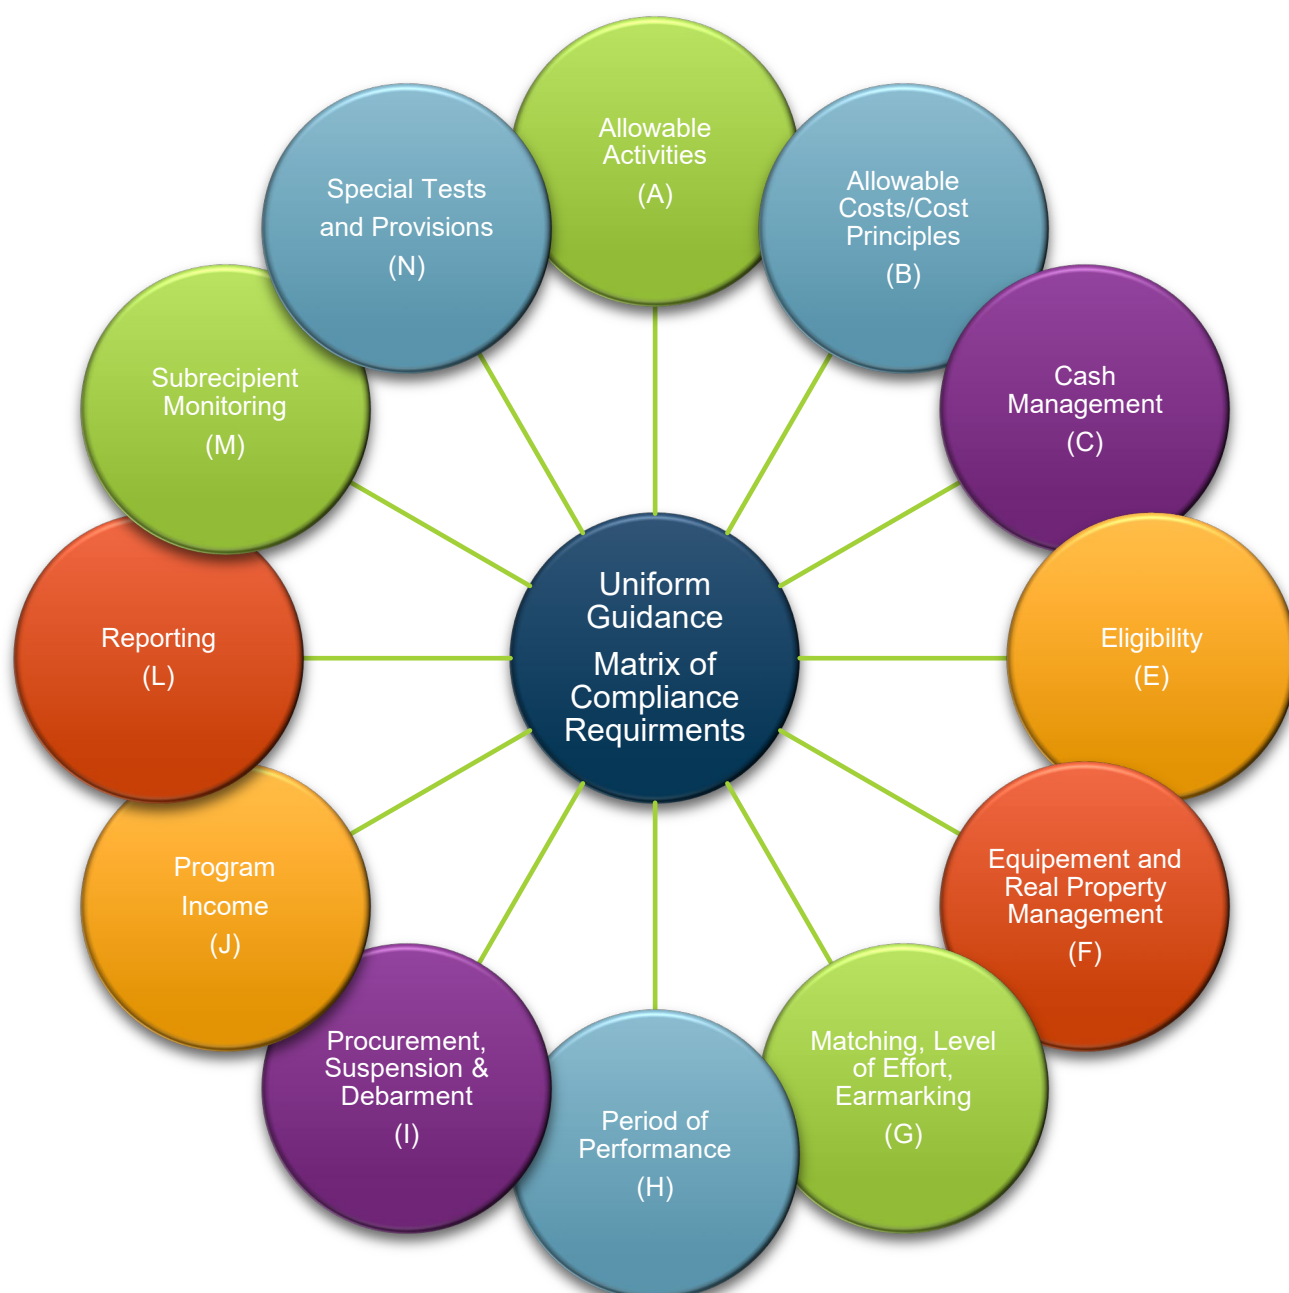 Allowable
Activities
(A)
Allowable
Costs/Cost
Principles
(B)
Cash
Management
(C)
Eligibility
(E)
Equipement and
Real Property
Management
(F)
Matching, Level
of Effort,
Earmarking
(G)
Period of
Performance
(H)
Procurement,
Suspension &
Debarment
(I)
Program
Income
(J)
Reporting
(L)
Subrecipient
Monitoring
(M)
Special Tests
and Provisions
(N)
Uniform
Guidance
Matrix of
Compliance
Requirments